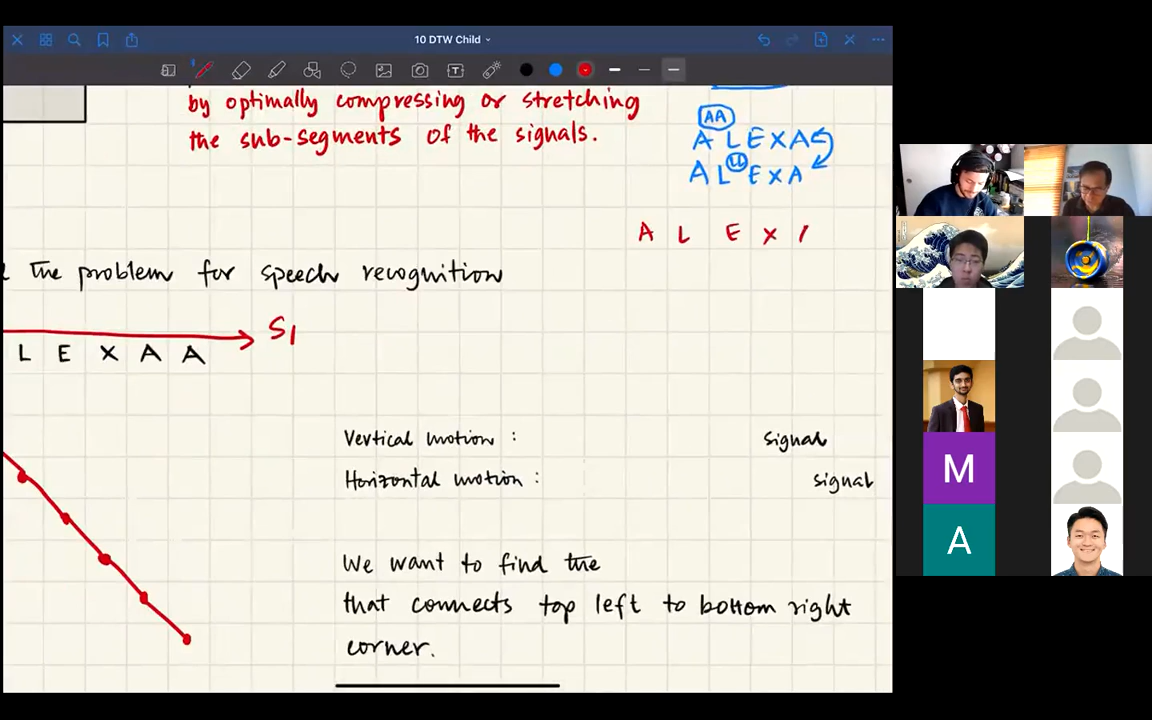 10 DTW Child
by optimally compressing or stretching
the sub-segments of the signals.
AA
A L E X A
A L LL E X A
A L E X /
the problem for speech recognition
S1
L E X A A
Vertical motion : signal
Horizontal motion : signal
We want to find the
that connects top left to bottom right
corner.
M
A